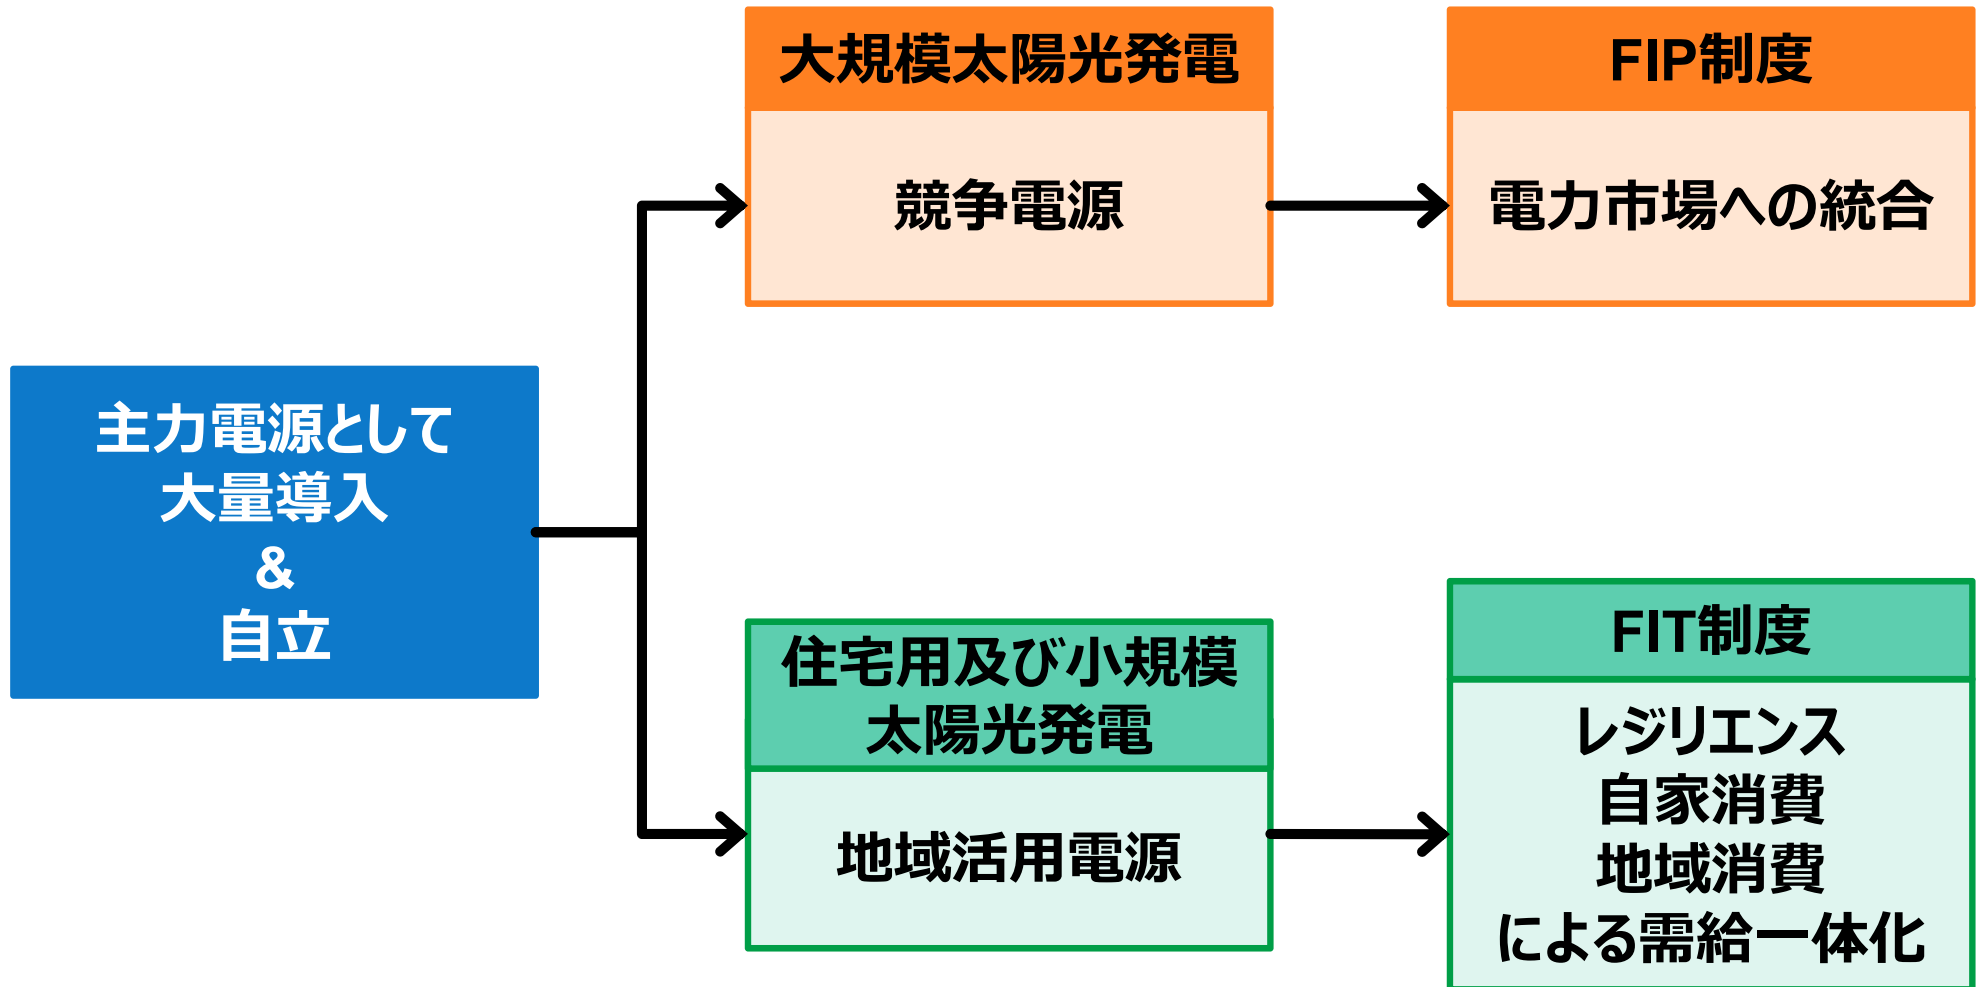 大規模太陽光発電
競争電源
FIP制度
電力市場への統合
主力電源として
大量導入
&
自立
住宅用及び小規模
太陽光発電
地域活用電源
FIT制度
レジリエンス
自家消費
地域消費
による需給一体化